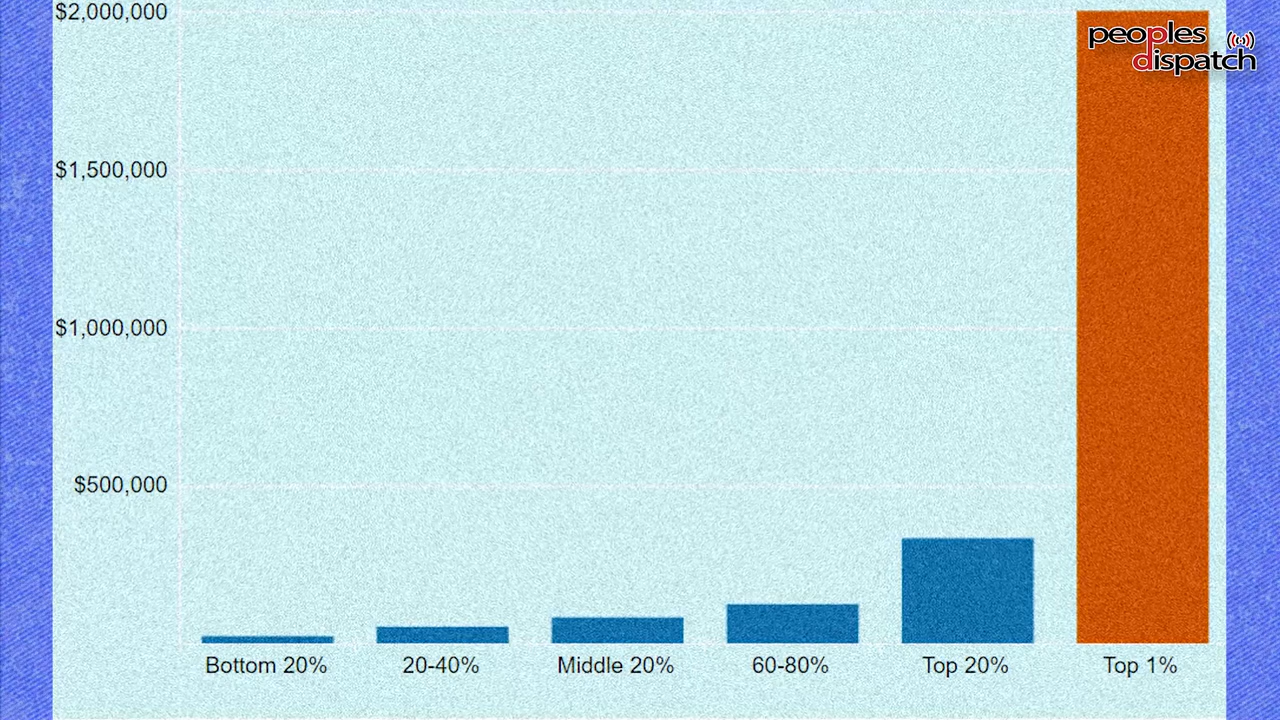 $2,000,000
peoples
dispatch
$1,500,000
$1,000,000
$500,000
Bottom 20% 20-40% Middle 20% 60-80% Top 20% Top 1%